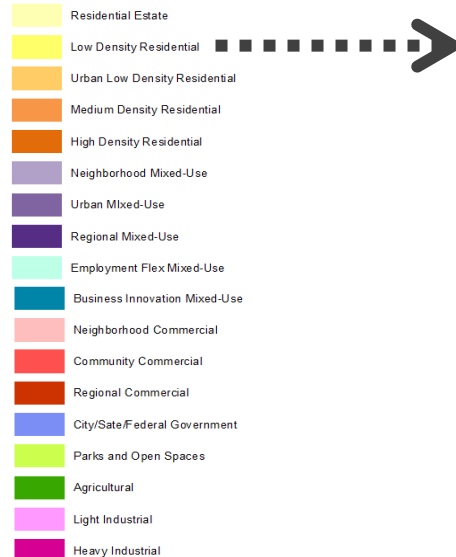 Residential Estate
Low Density Residential
Urban Low Density Residential
Medium Density Residential
High Density Residential
Neighborhood Mixed-Use
Urban MIxed-Use
Regional Mixed-Use
Employment Flex Mixed-Use
Business Innovation Mixed-Use
Neighborhood Commercial
Community Commercial
Regional Commercial
City/Sate/Federal Government
Parks and Open Spaces
Agricultural
Light Industrial
Heavy Industrial